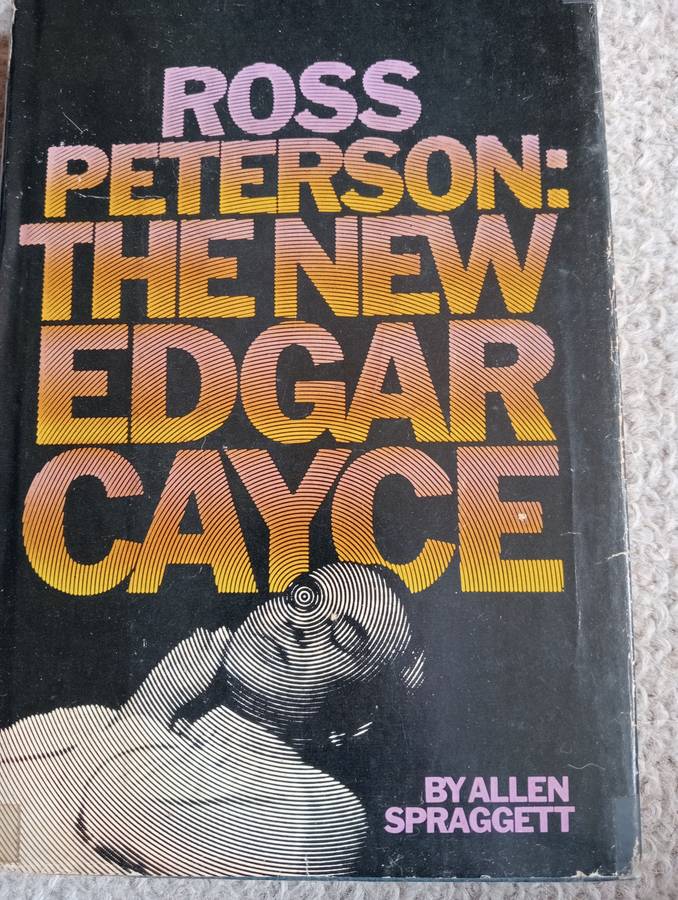 ROSS
PETERSON:
THE NEW
EDGAR
CAYCE
BY ALLEN
SPRAGGETT